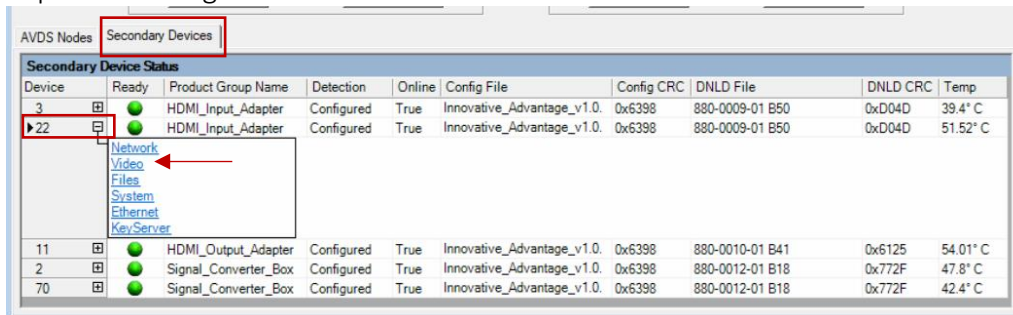 AVDS Nodes Secondary Devices
Secondary Device Status
Device Ready Product Group Name Detection Online Config File Config CRC DNLD File DNLD CRC Temp
3 HDMI_Input_Adapter Configured True Innovative_Advantage_v1.0. 0x6398 880-0009-01 B50 0xD04D 39.4° C
22 HDMI_Input_Adapter Configured True Innovative_Advantage_v1.0. 0x6398 880-0009-01 B50 0xD04D 51.52° C
Network
Video
Files
System
Ethernet
KeyServer
11 HDMI_Output_Adapter Configured True Innovative_Advantage_v1.0. 0x6398 880-0010-01 B41 0x6125 54.01° C
2 Signal_Converter_Box Configured True Innovative_Advantage_v1.0. 0x6398 880-0012-01 B18 0x772F 47.8° C
70 Signal_Converter_Box Configured True Innovative_Advantage_v1.0. 0x6398 880-0012-01 B18 0x772F 42.4° C